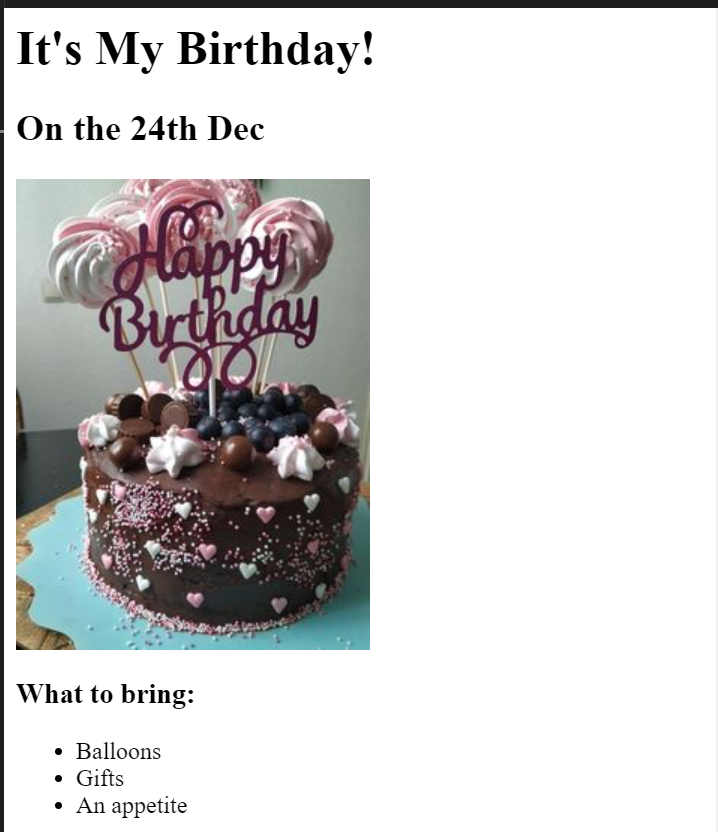 It's My Birthday!
On the 24th Dec
Happy
Birthday
What to bring:
Balloons
Gifts
An appetite